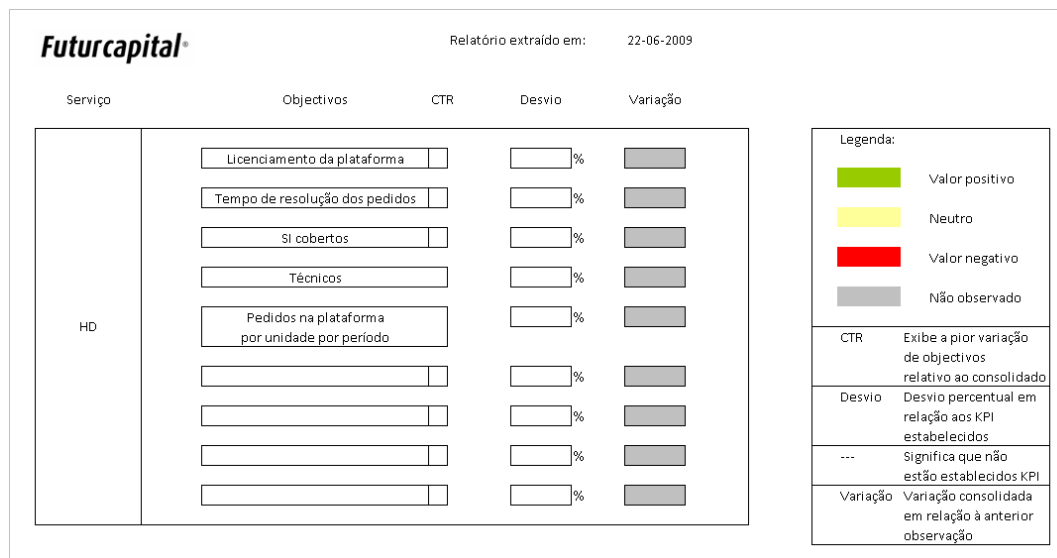 Futurcapital®
Relatório extraído em: 22-06-2009
Serviço Objectivos CTR Desvio Variação
HD
Licenciamento da plataforma %
Tempo de resolução dos pedidos %
SI cobertos %
Técnicos %
Pedidos na plataforma %
por unidade por período
%
%
%
%
Legenda:
Valor positivo
Neutro
Valor negativo
Não observado
CTR Exibe a pior variação
de objectivos
relativo ao consolidado
Desvio Desvio percentual em
relação aos KPI
estabelecidos
--- Significa que não
estão establecidos KPI
Variação Variação consolidada
em relação à anterior
observação